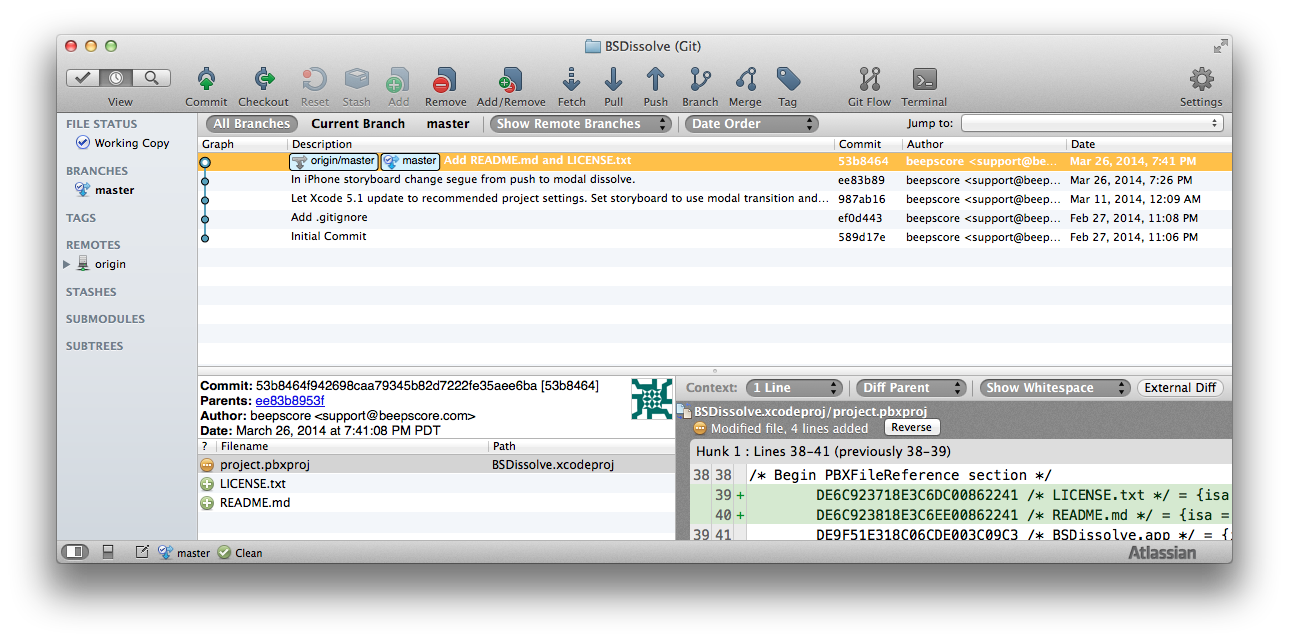 BSDissolve (Git)
View Commit Checkout Reset Stash Add Remove Add/Remove Fetch Pull Push Branch Merge Tag Git Flow Terminal Settings
All Branches Current Branch master Show Remote Branches Date Order Jump to:
FILE STATUS
Working Copy
BRANCHES
master
TAGS
REMOTES
origin
STASHES
SUBMODULES
SUBTREES
Graph Description Commit Author Date
origin/master master Add README.md and LICENSE.txt 53b8464 beepscore <support@be... Mar 26, 2014, 7:41 PM
In iPhone storyboard change segue from push to modal dissolve. ee83b89 beepscore <support@beep... Mar 26, 2014, 7:26 PM
Let Xcode 5.1 update to recommended project settings. Set storyboard to use modal transition and... 987ab16 beepscore <support@beep... Mar 11, 2014, 12:09 AM
Add .gitignore ef0d443 beepscore <support@beep... Feb 27, 2014, 11:08 PM
Initial Commit 589d17e beepscore <support@beep... Feb 27, 2014, 11:06 PM
Commit: 53b8464f942698caa79345b82d7222fe35aee6ba [53b8464]
Parents: ee83b8953f
Author: beepscore <support@beepscore.com>
Date: March 26, 2014 at 7:41:08 PM PDT
? Filename Path
project.pbxproj BSDissolve.xcodeproj
LICENSE.txt
README.md
Context: 1 Line Diff Parent Show Whitespace External Diff
BSDissolve.xcodeproj/project.pbxproj
Modified file, 4 lines added Reverse
Hunk 1 : Lines 38-41 (previously 38-39)
38 38 /* Begin PBXFileReference section */
39 + DE6C923718E3C6DC00862241 /* LICENSE.txt */ = {isa
40 + DE6C923818E3C6EE00862241 /* README.md */ = {isa =
39 41 DE9F51E318C06CDE003C09C3 /* BSDissolve.app */ = {
master Clean
Atlassian